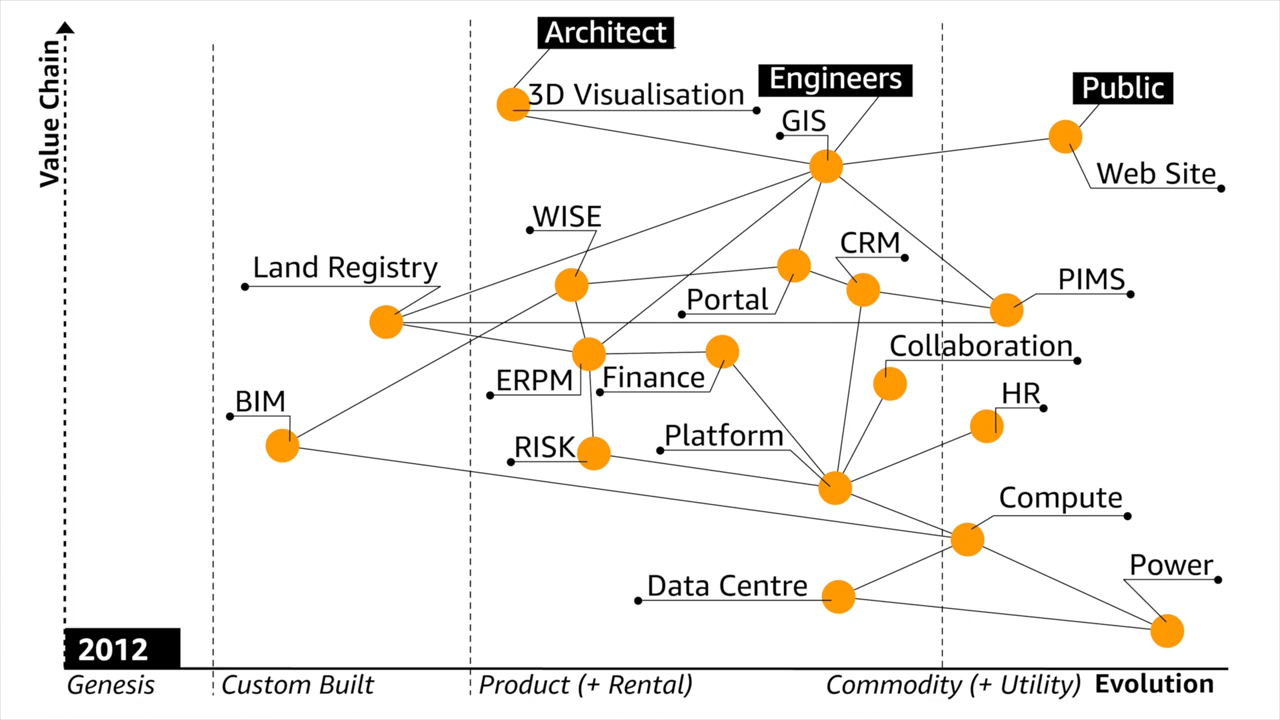 Architect
Engineers
Public
Value Chain
3D Visualisation
GIS
Web Site
WISE
CRM
Land Registry
PIMS
Portal
Collaboration
ERPM
Finance
HR
BIM
RISK
Platform
Compute
Power
Data Centre
2012
Genesis
Custom Built
Product (+ Rental)
Commodity (+ Utility)
Evolution